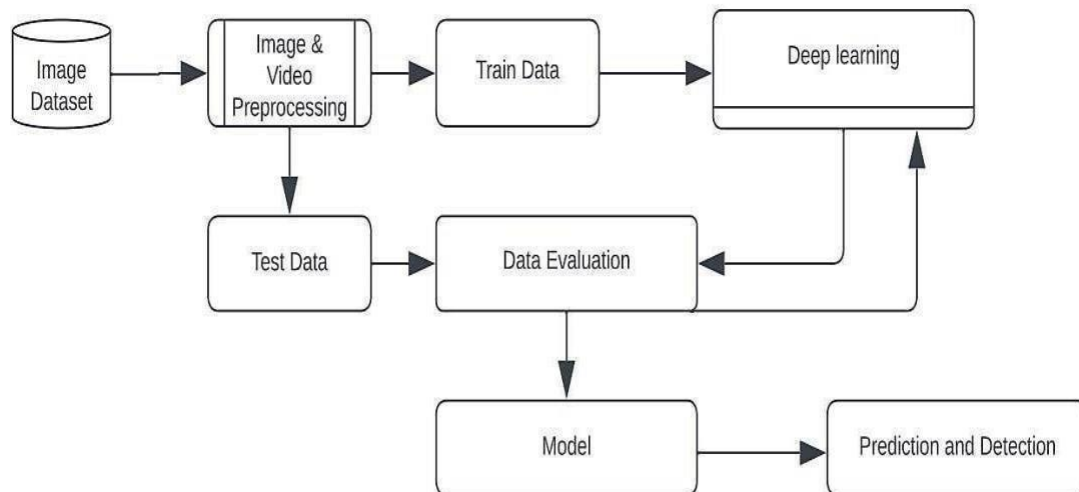 Image
Dataset
Image &
Video
Preprocessing
Train Data
Deep learning
Test Data
Data Evaluation
Model
Prediction and Detection